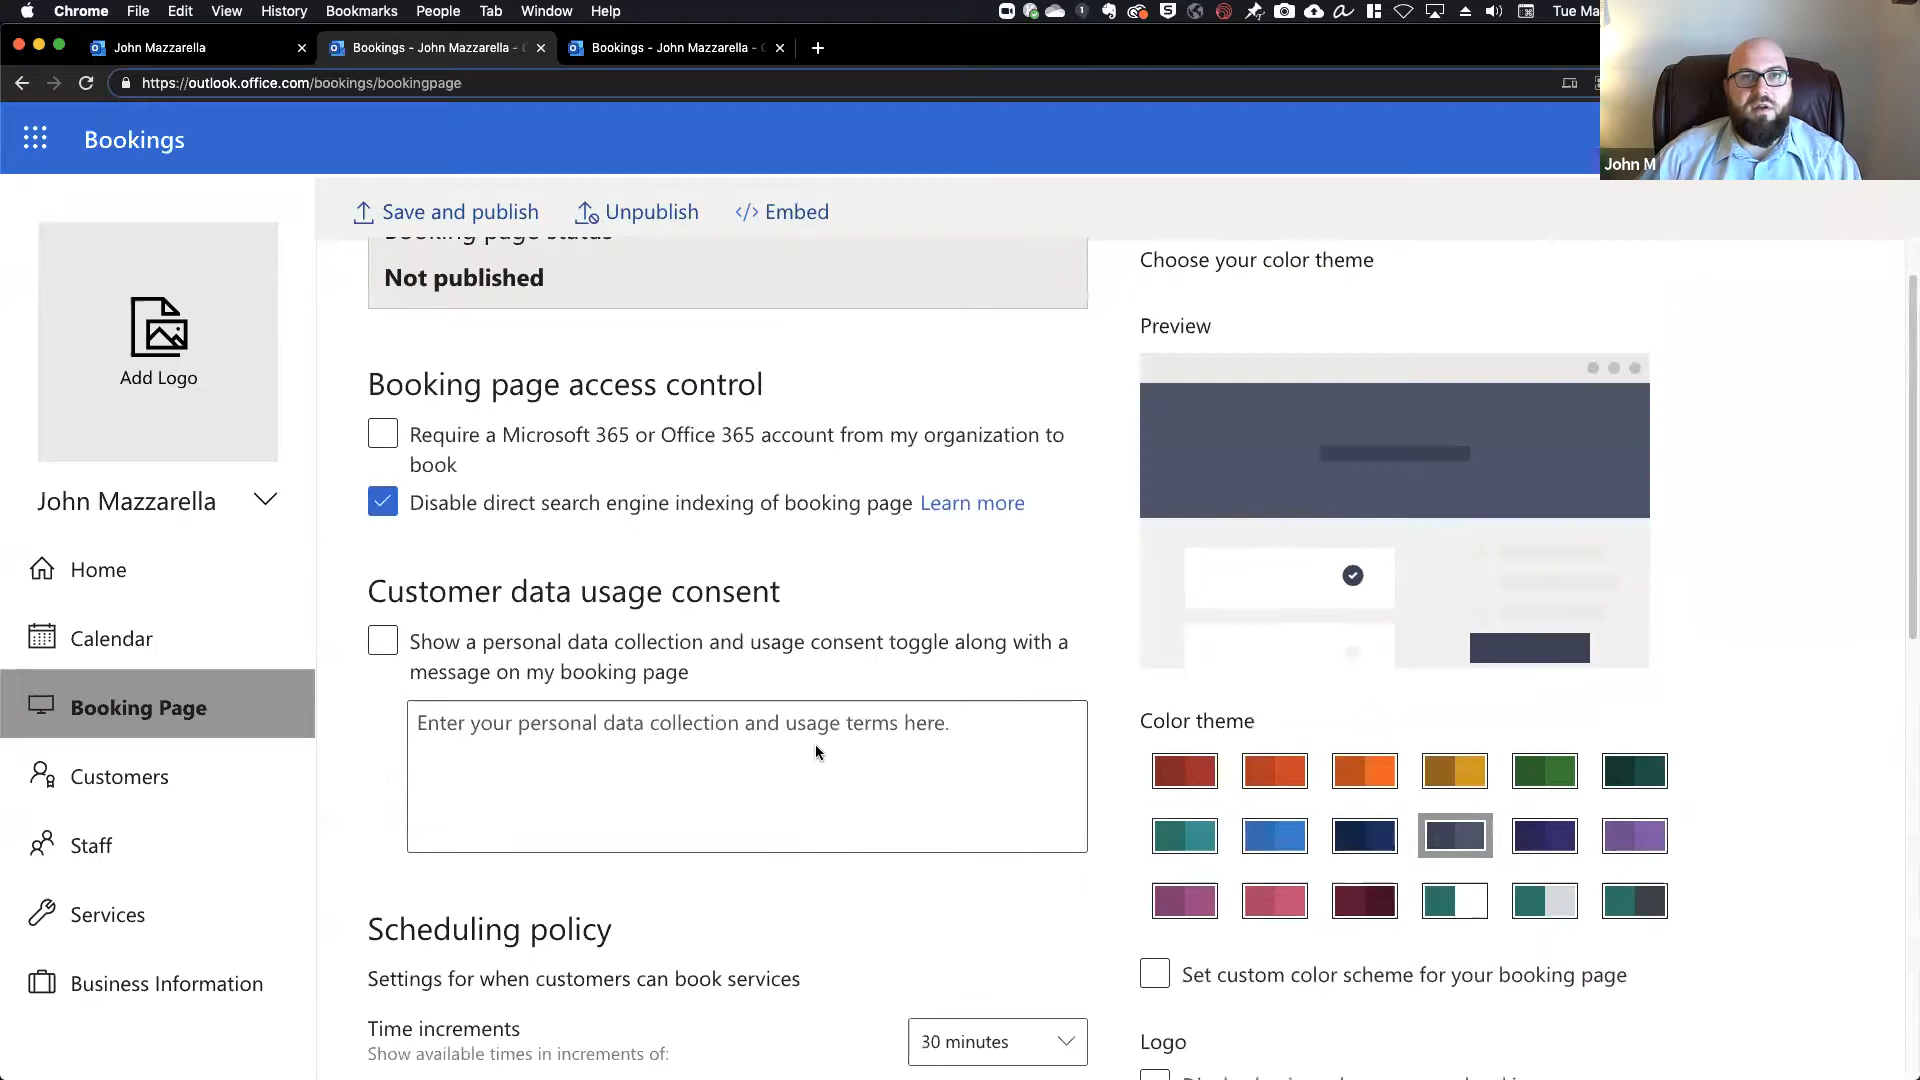 Chrome File Edit View History Bookmarks People Tab Window Help
Tue Ma
John Mazzarella
Bookings - John Mazzarella -
Bookings - John Mazzarella -
https://outlook.office.com/bookings/bookingpage
Bookings
John M
Save and publish
Unpublish
</> Embed
Booking page status
Not published
Add Logo
John Mazzarella
Home
Calendar
Booking Page
Customers
Staff
Services
Business Information
Booking page access control
Require a Microsoft 365 or Office 365 account from my organization to
book
Disable direct search engine indexing of booking page Learn more
Customer data usage consent
Show a personal data collection and usage consent toggle along with a
message on my booking page
Enter your personal data collection and usage terms here.
Scheduling policy
Settings for when customers can book services
Time increments
Show available times in increments of:
30 minutes
Choose your color theme
Preview
Color theme
Set custom color scheme for your booking page
Logo